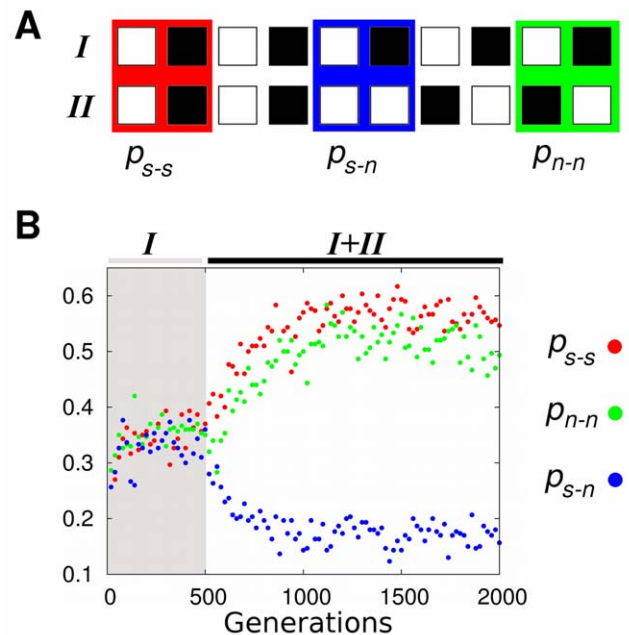 A
I
II
p_{s-s} p_{s-n} p_{n-n}
B
I I+II
0.6
0.5
0.4
0.3
0.2
0.1
0 500 1000 1500 2000
Generations
p_{s-s}
p_{n-n}
p_{s-n}